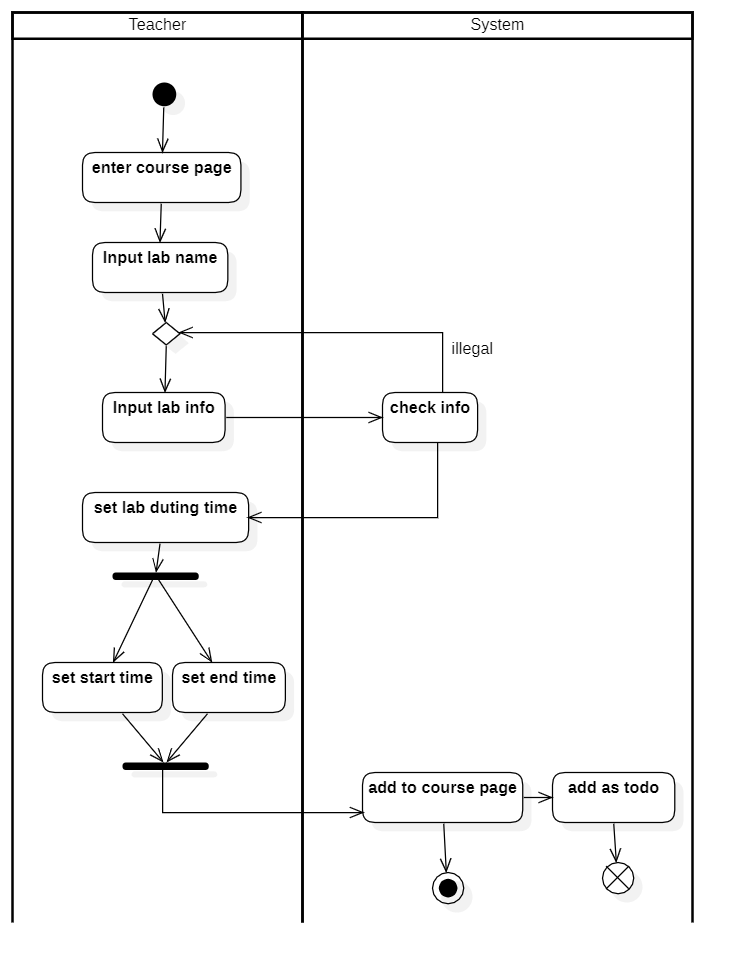 Teacher
System
enter course page
Input lab name
illegal
Input lab info
check info
set lab duting time
set start time
set end time
add to course page
add as todo